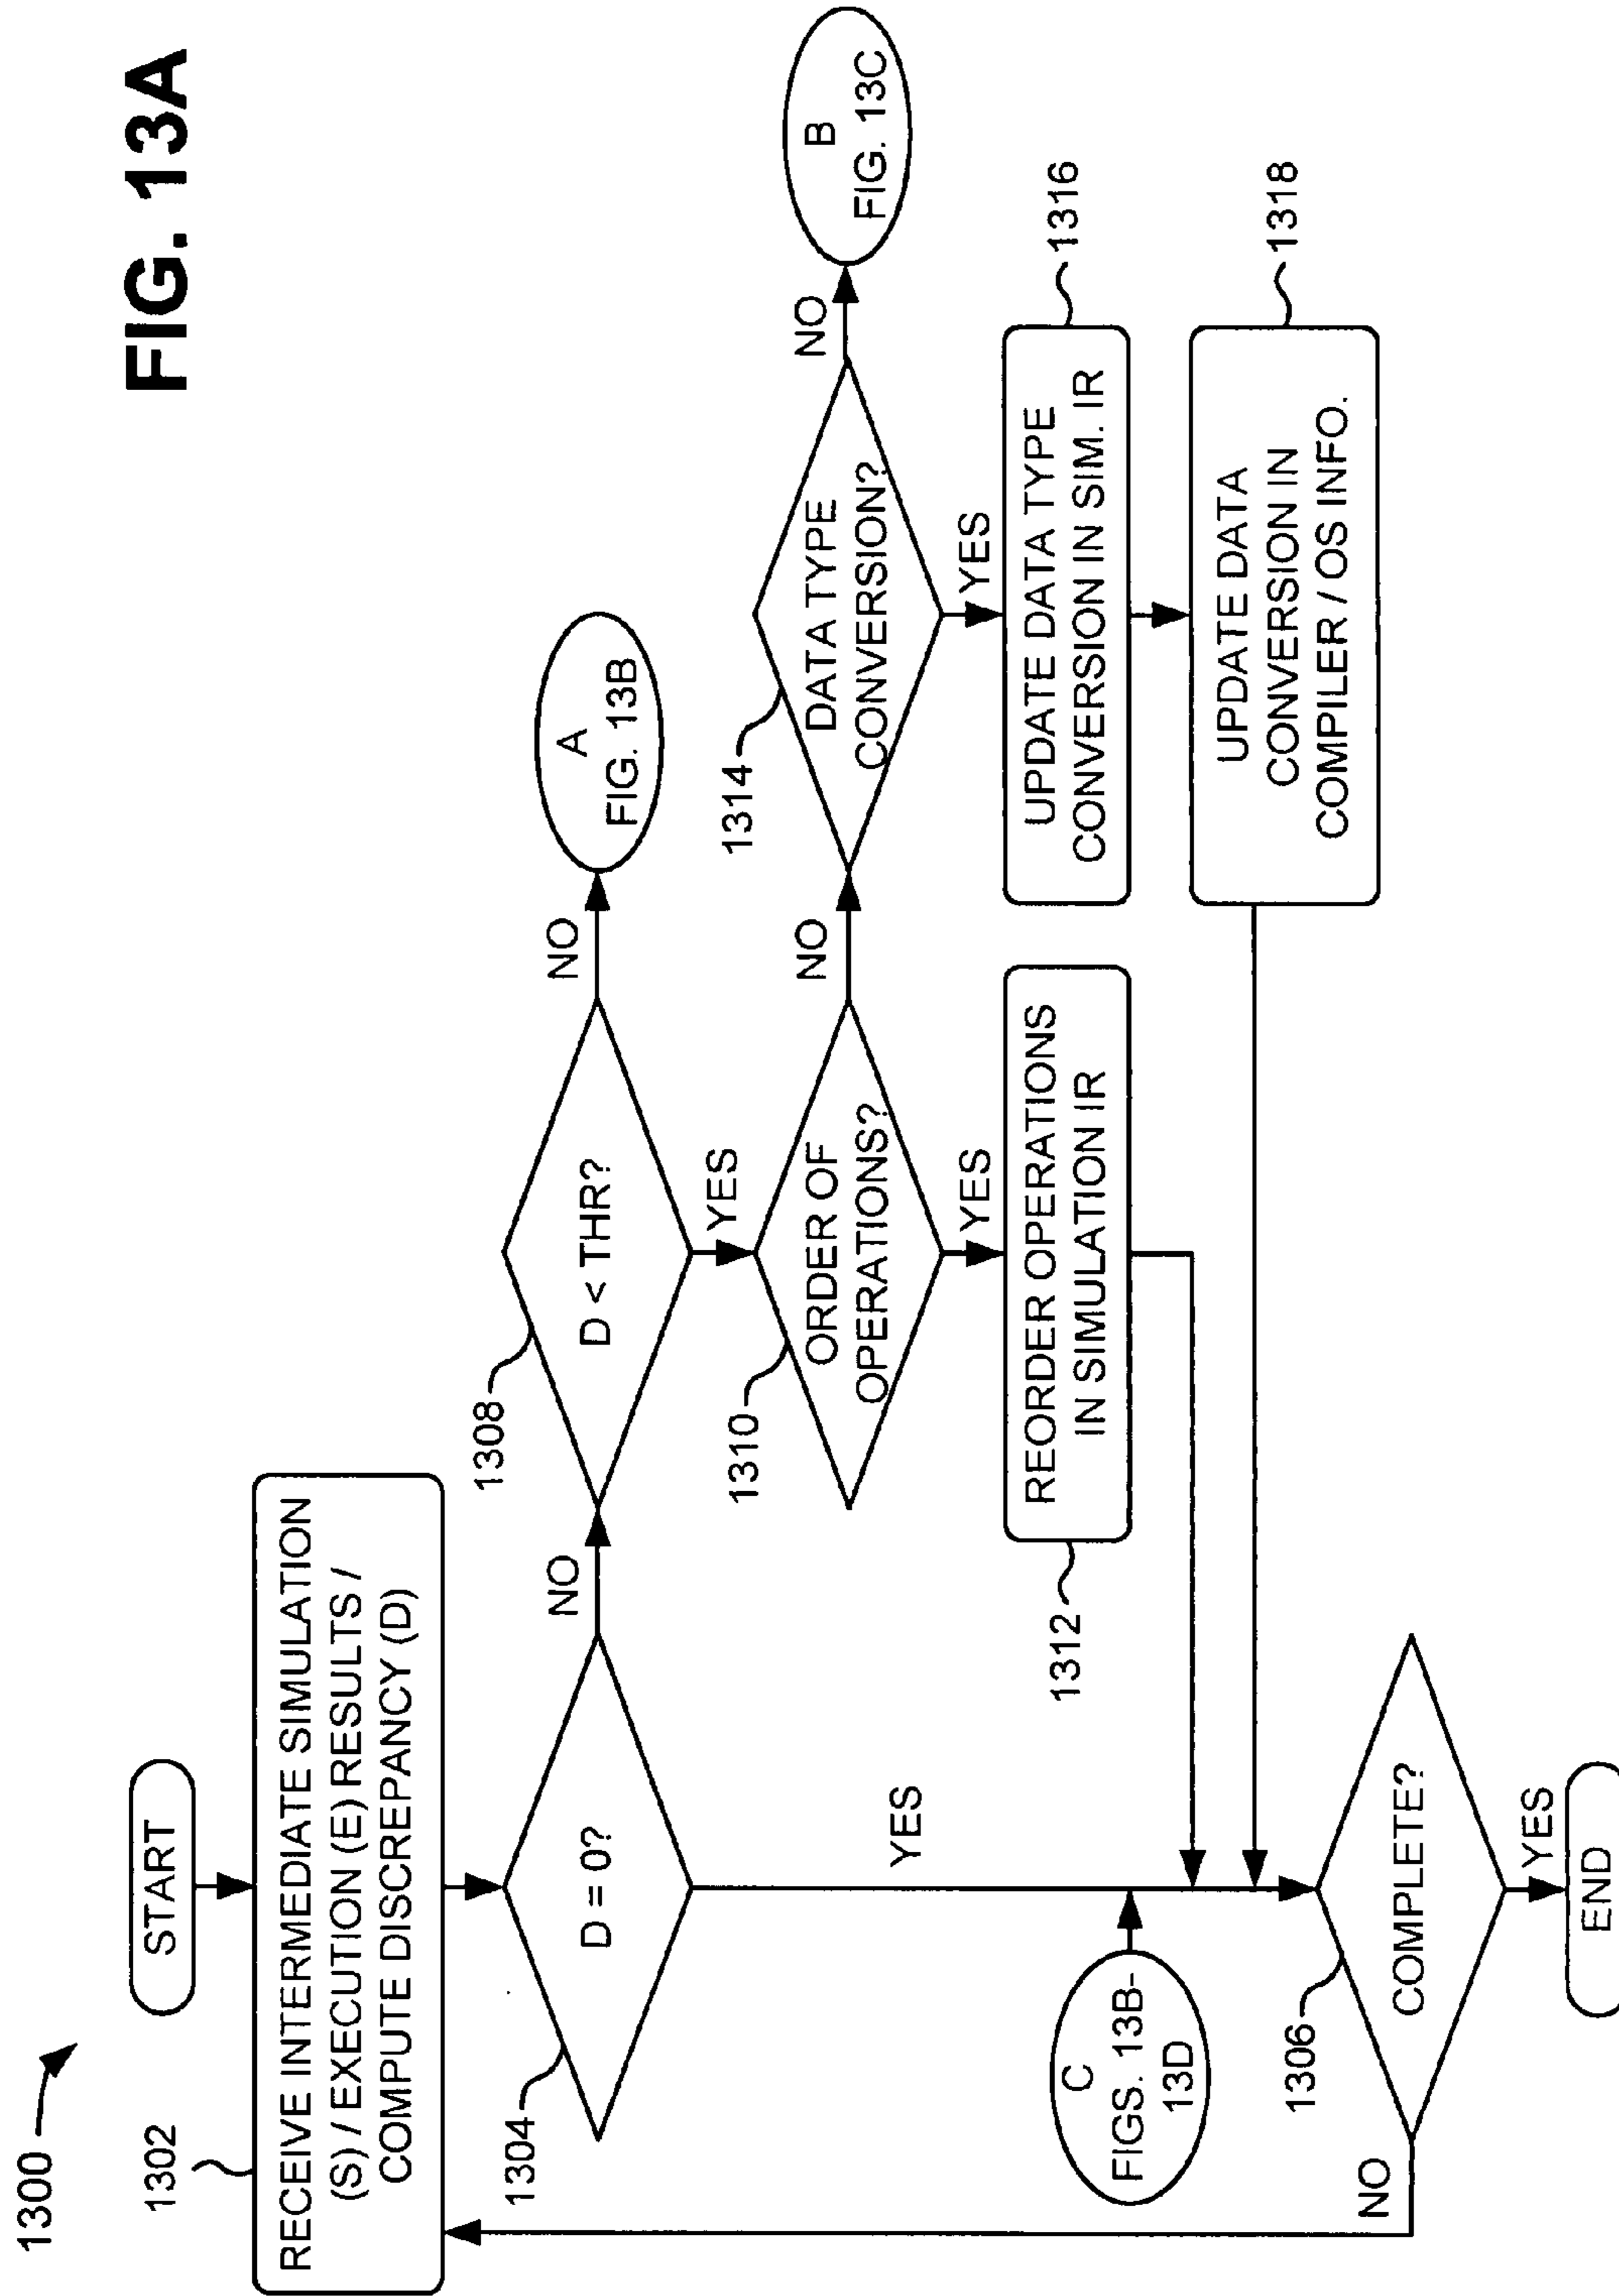 FIG. 13A
1300
START
1302
RECEIVE INTERMEDIATE SIMULATION
(S) / EXECUTION (E) RESULTS /
COMPUTE DISCREPANCY (D)
1304
D = 0?
NO
YES
1308
D < THR?
NO
A
FIG. 13B
YES
1310
ORDER OF
OPERATIONS?
NO
1314
DATA TYPE
CONVERSION?
NO
B
FIG. 13C
YES
REORDER OPERATIONS
IN SIMULATION IR
1312
YES
UPDATE DATA TYPE
CONVERSION IN SIM. IR
1316
UPDATE DATA
CONVERSION IN
COMPILER / OS INFO.
1318
C
FIGS. 13B-
13D
1306
COMPLETE?
NO
YES
END